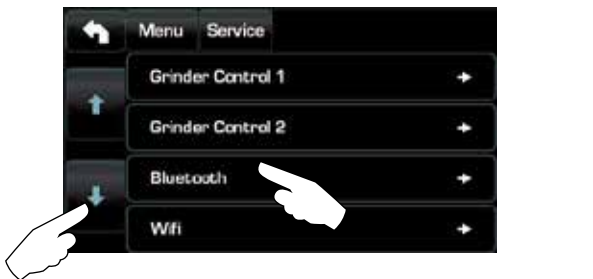 Menu Service
Grinder Control 1
Grinder Control 2
Bluetooth
Wifi